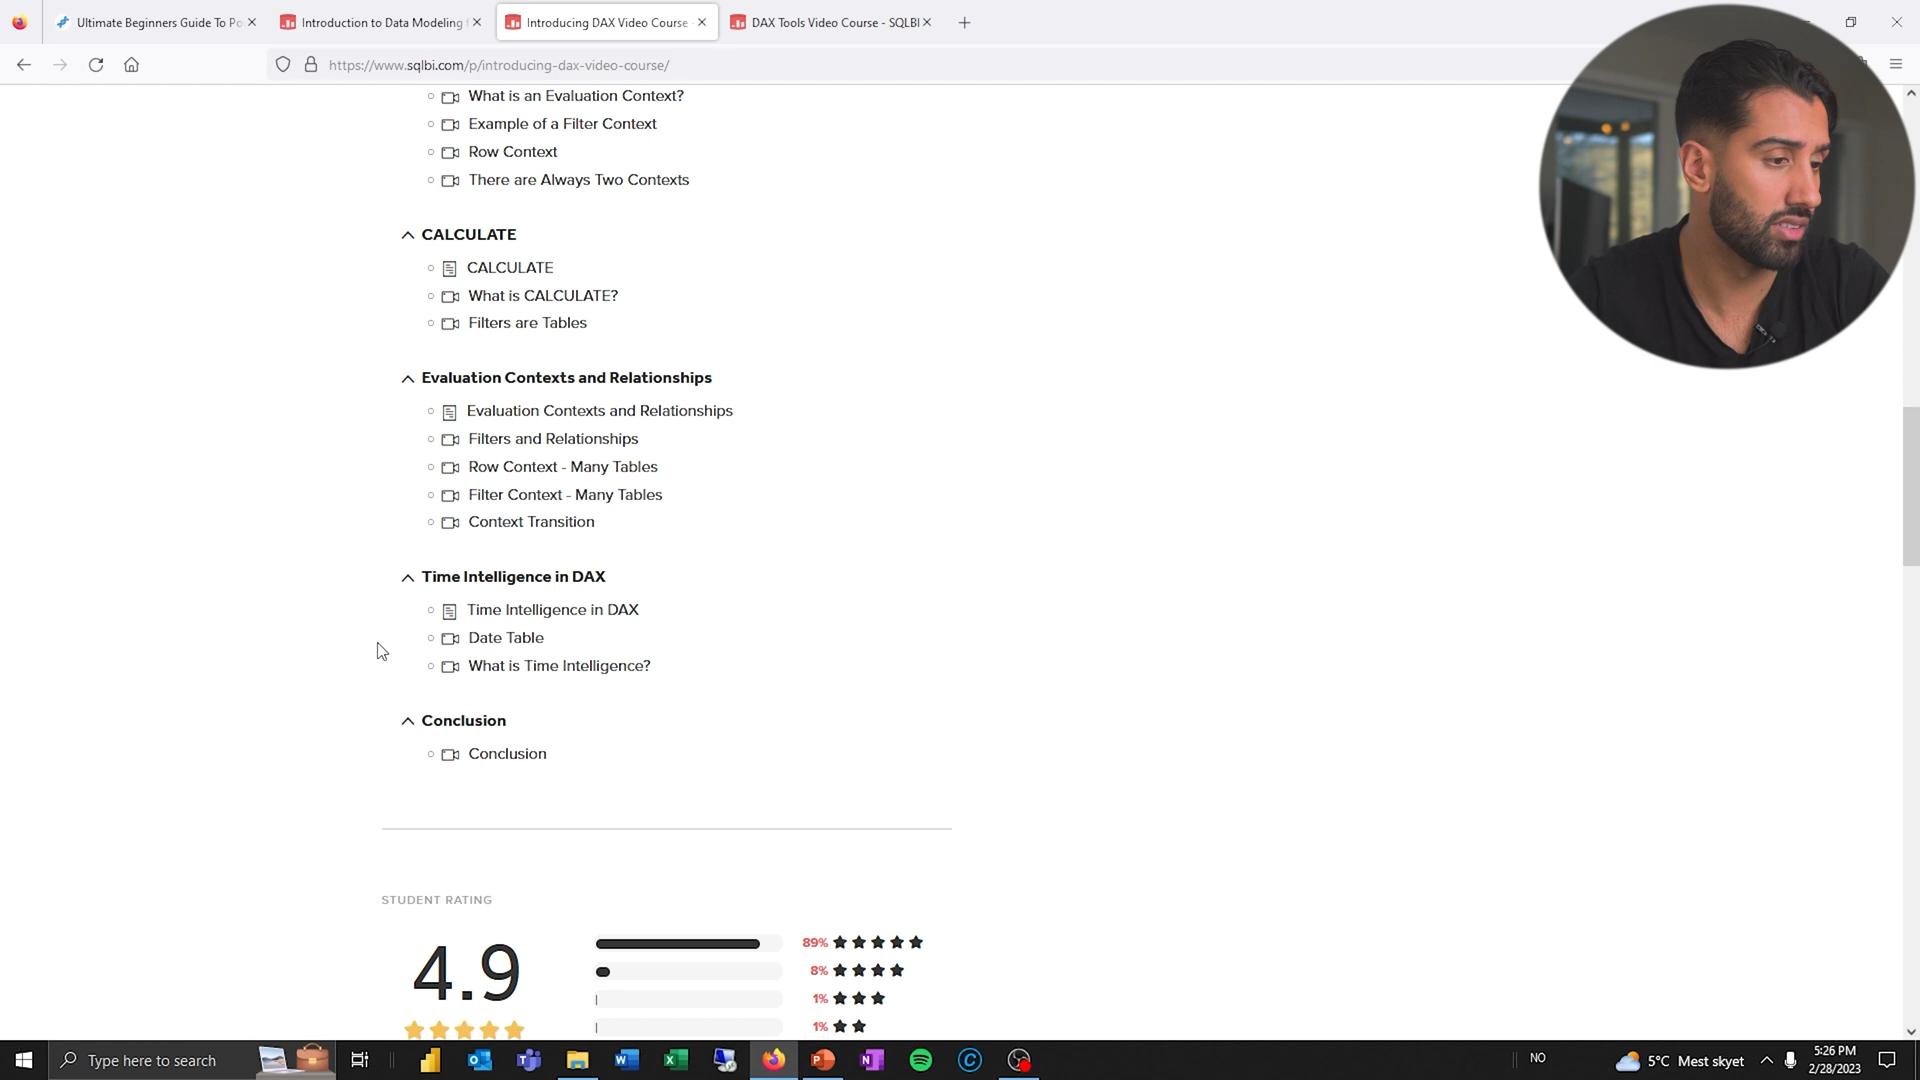 Ultimate Beginners Guide To Po
Introduction to Data Modeling
Introducing DAX Video Course
DAX Tools Video Course - SQLBI
https://www.sqlbi.com/p/introducing-dax-video-course/
What is an Evaluation Context?
Example of a Filter Context
Row Context
There are Always Two Contexts
CALCULATE
CALCULATE
What is CALCULATE?
Filters are Tables
Evaluation Contexts and Relationships
Evaluation Contexts and Relationships
Filters and Relationships
Row Context - Many Tables
Filter Context - Many Tables
Context Transition
Time Intelligence in DAX
Time Intelligence in DAX
Date Table
What is Time Intelligence?
Conclusion
Conclusion
STUDENT RATING
4.9
89%
8%
1%
1%
Type here to search
NO
5°C Mest skyet
5:26 PM
2/28/2023